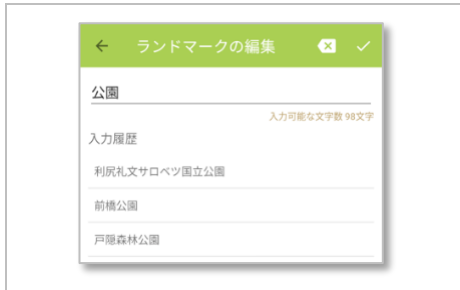 ランドマークの編集
公園
入力可能な文字数 98文字
入力履歴
利尻礼文サロベツ国立公園
前橋公園
戸隠森林公園